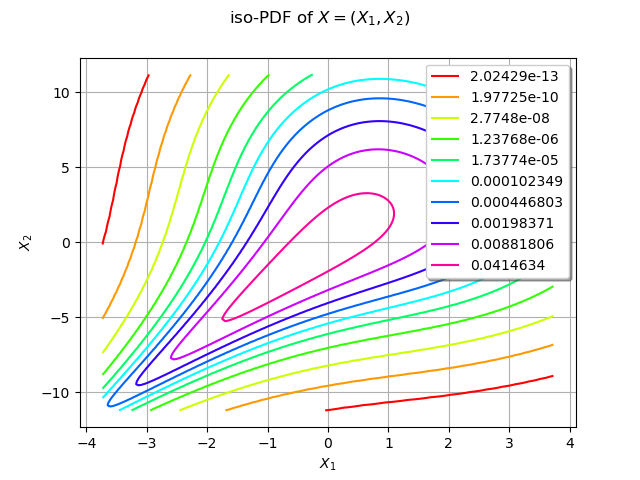 iso-PDF of X = (X₁, X₂)
2.02429e-13
1.97725e-10
2.7748e-08
1.23768e-06
1.73774e-05
0.000102349
0.000446803
0.00198371
0.00881806
0.0414634
10
5
0
−5
−10
X₂
−4 −3 −2 −1 0 1 2 3 4
X₁